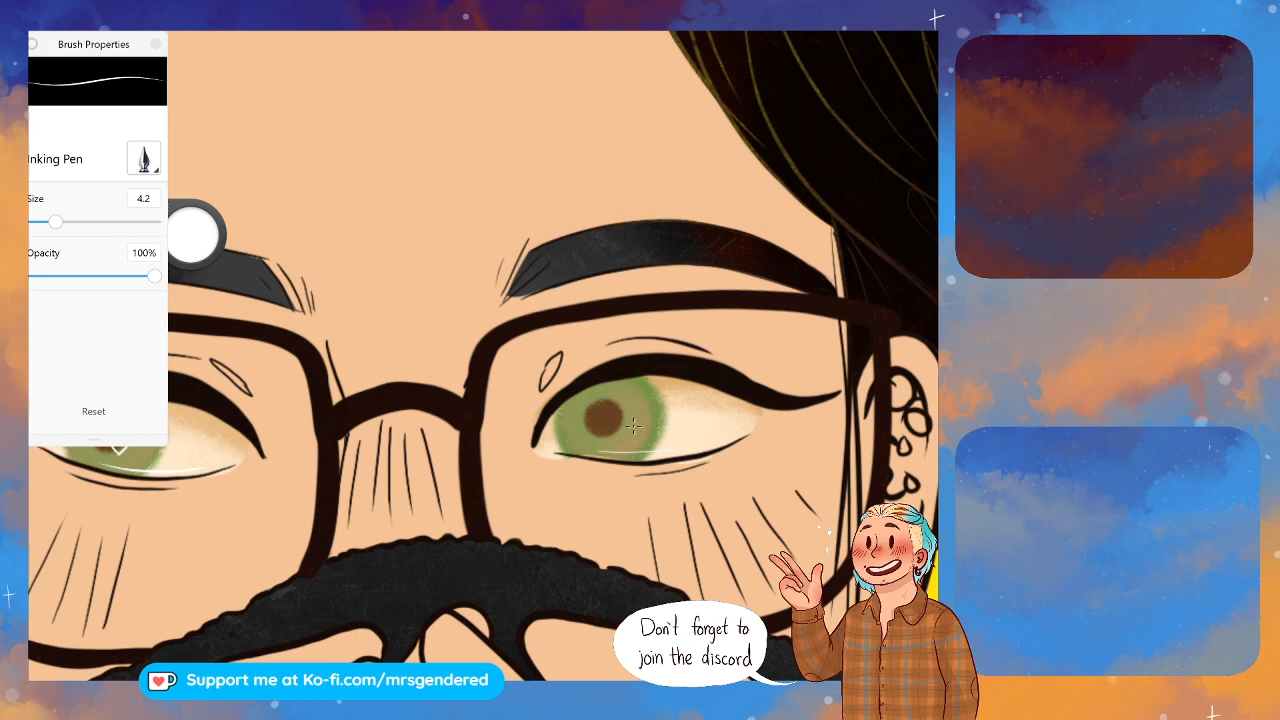 Brush Properties
Inking Pen
Size
4.2
Opacity
100%
Reset
Don't forget to
join the discord
Support me at Ko-fi.com/mrsgendered